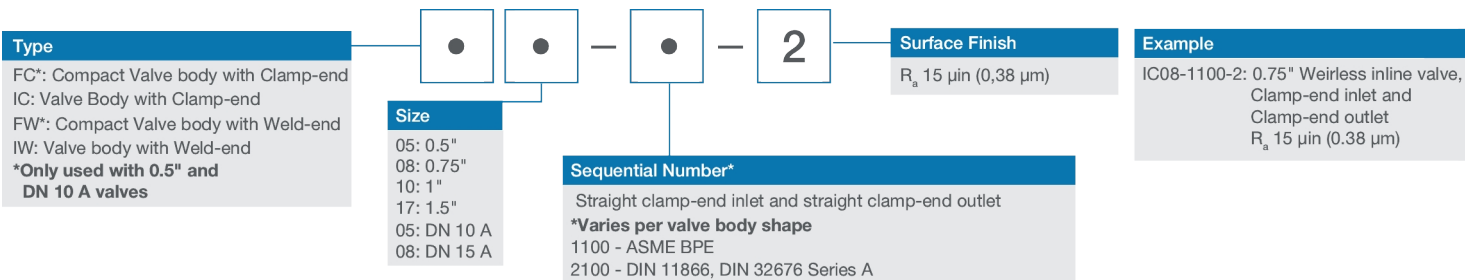 • • – • – 2
Type
FC*: Compact Valve body with Clamp-end
IC: Valve Body with Clamp-end
FW*: Compact Valve body with Weld-end
IW: Valve body with Weld-end
*Only used with 0.5" and
DN 10 A valves
Size
05: 0.5"
08: 0.75"
10: 1"
17: 1.5"
05: DN 10 A
08: DN 15 A
Sequential Number*
Straight clamp-end inlet and straight clamp-end outlet
*Varies per valve body shape
1100 - ASME BPE
2100 - DIN 11866, DIN 32676 Series A
Surface Finish
Ra 15 µin (0,38 µm)
Example
IC08-1100-2: 0.75" Weirless inline valve,
Clamp-end inlet and
Clamp-end outlet
Ra 15 µin (0.38 µm)